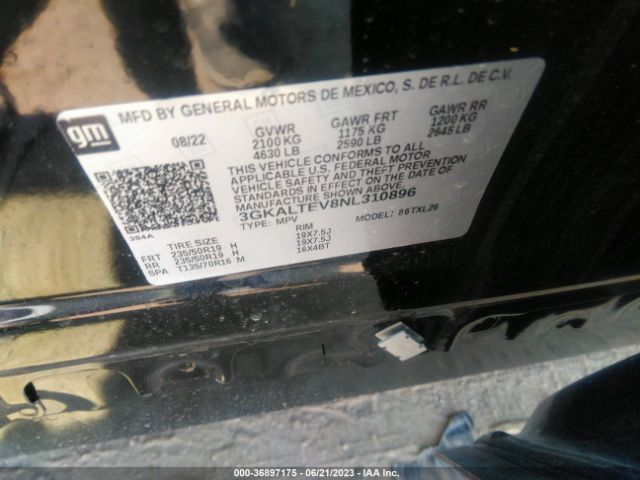 gm
MFD BY GENERAL MOTORS DE MEXICO, S. DE R.L. DE C.V.
08/22 GVWR GAWR FRT GAWR RR
2100 KG 1175 KG 1200 KG
4630 LB 2590 LB 2645 LB
THIS VEHICLE CONFORMS TO ALL
APPLICABLE U.S. FEDERAL MOTOR
VEHICLE SAFETY AND THEFT PREVENTION
STANDARDS IN EFFECT ON THE DATE OF
MANUFACTURE SHOWN ABOVE.
3GKALTEV8NL310896
TYPE: MPV MODEL: 86TXL26
394A
TIRE SIZE RIM
FRT 235/50R19 H 19X7.5J
RR 235/50R19 H 19X7.5J
SPA T135/70R16 M 16X4BT
000-36897175 - 06/21/2023 - IAA Inc.